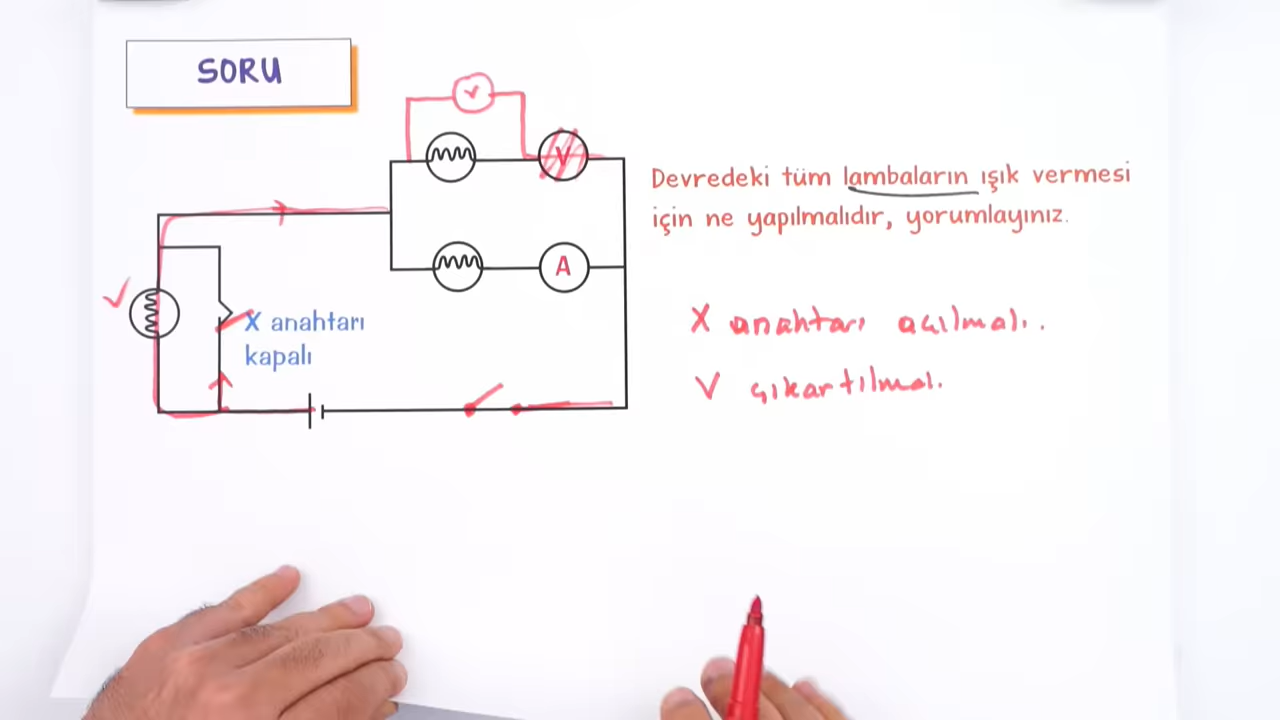 SORU
V
V
Devredeki tüm lambaların ışık vermesi
için ne yapılmalıdır, yorumlayınız.
A
X anahtarı
kapalı
X anahtarı açılmalı.
V çıkartılmalı.